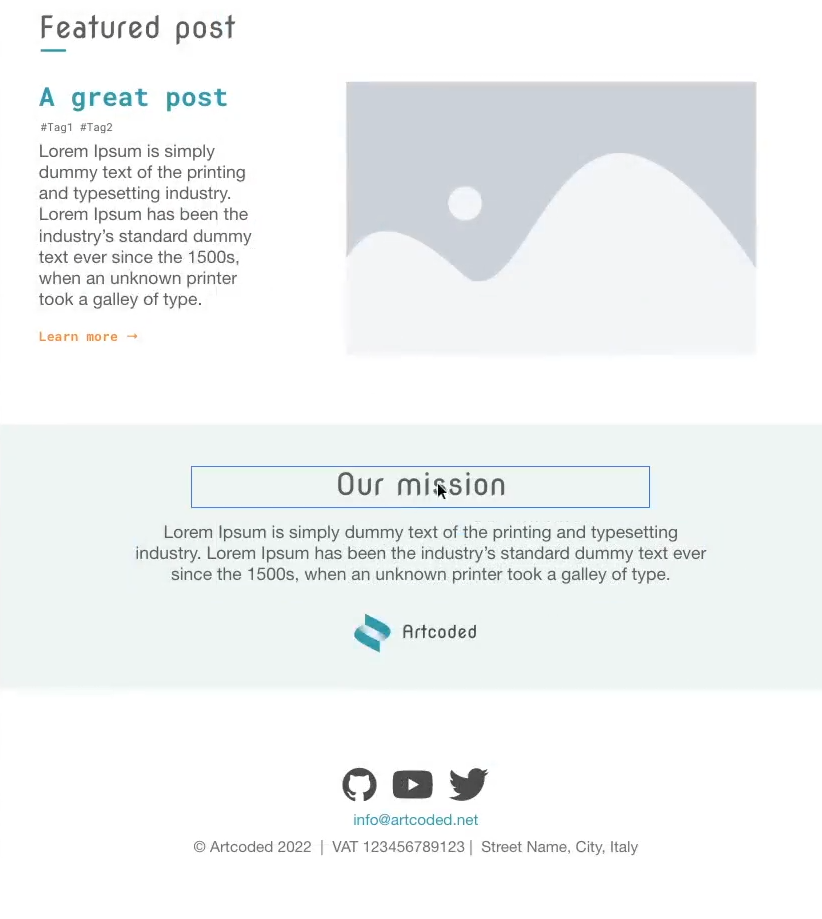 Featured post
A great post
#Tag1 #Tag2
Lorem Ipsum is simply
dummy text of the printing
and typesetting industry.
Lorem Ipsum has been the
industry’s standard dummy
text ever since the 1500s,
when an unknown printer
took a galley of type.
Learn more →
Our mission
Lorem Ipsum is simply dummy text of the printing and typesetting
industry. Lorem Ipsum has been the industry’s standard dummy text ever
since the 1500s, when an unknown printer took a galley of type.
Artcoded
info@artcoded.net
© Artcoded 2022 | VAT 123456789123 | Street Name, City, Italy